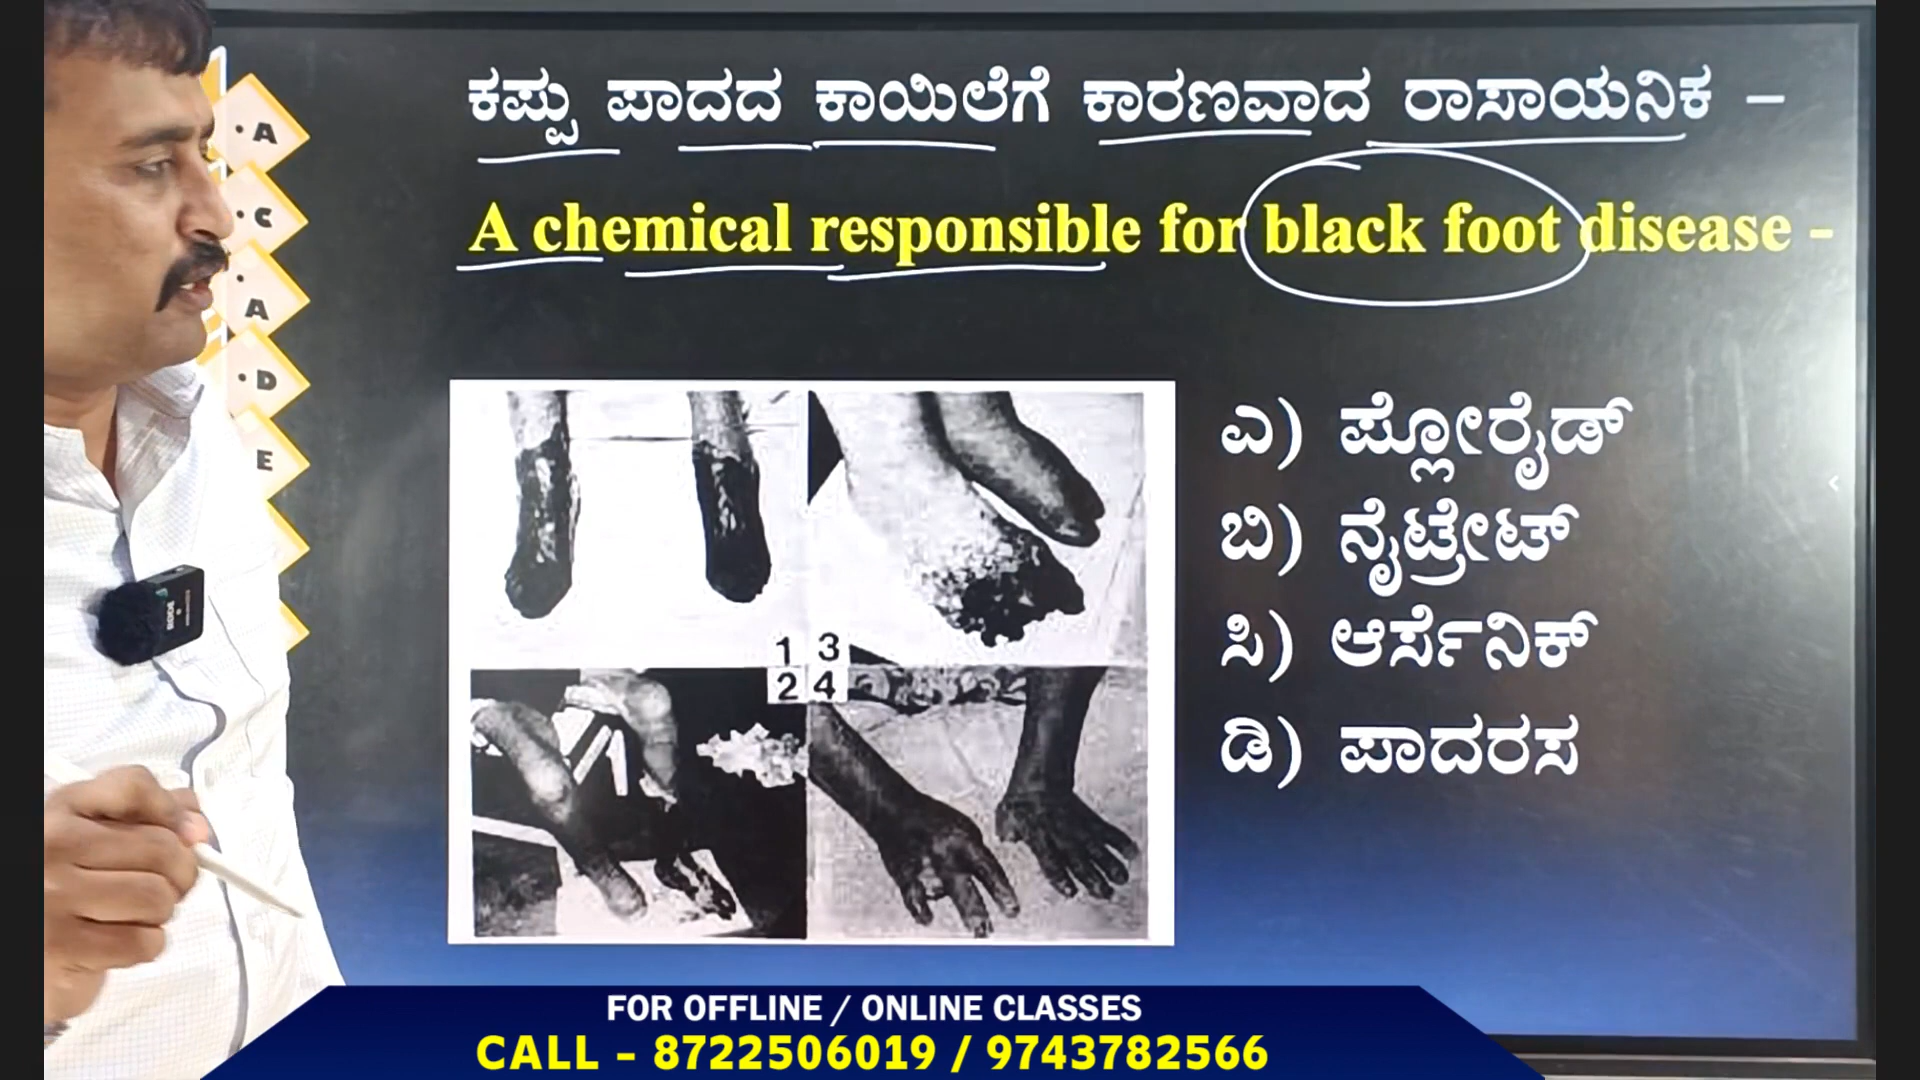 ಕಪ್ಪು ಪಾದದ ಕಾಯಿಲೆಗೆ ಕಾರಣವಾದ ರಾಸಾಯನಿಕ –
A chemical responsible for black foot disease -
• A
• C
• A
• D
E
1 3
2 4
ಎ) ಫ್ಲೋರೈಡ್
ಬಿ) ನೈಟ್ರೇಟ್
ಸಿ) ಆರ್ಸೆನಿಕ್
ಡಿ) ಪಾದರಸ
RODE
FOR OFFLINE / ONLINE CLASSES
CALL – 8722506019 / 9743782566